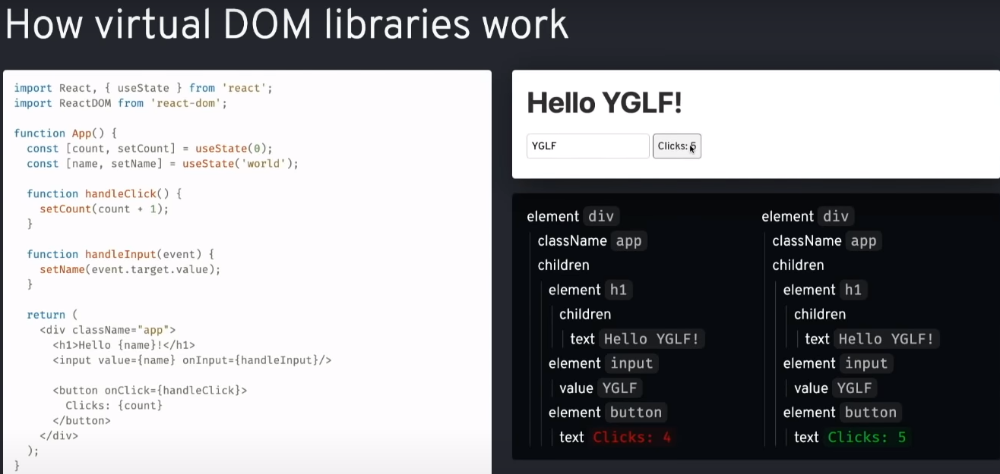 How virtual DOM libraries work
import React, { useState } from 'react';
import ReactDOM from 'react-dom';
function App() {
const [count, setCount] = useState(0);
const [name, setName] = useState('world');
function handleClick() {
setCount(count + 1);
}
function handleInput(event) {
setName(event.target.value);
}
return (
<div className="app">
<h1>Hello {name}!</h1>
<input value={name} onInput={handleInput}/>
<button onClick={handleClick}>
Clicks: {count}
</button>
</div>
);
}
Hello YGLF!
YGLF
Clicks: 5
element div
className app
children
element h1
children
text Hello YGLF!
element input
value YGLF
element button
text Clicks: 4
element div
className app
children
element h1
children
text Hello YGLF!
element input
value YGLF
element button
text Clicks: 5